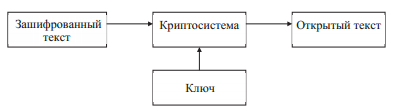 Зашифрованный
текст
Криптосистема
Открытый текст
Ключ